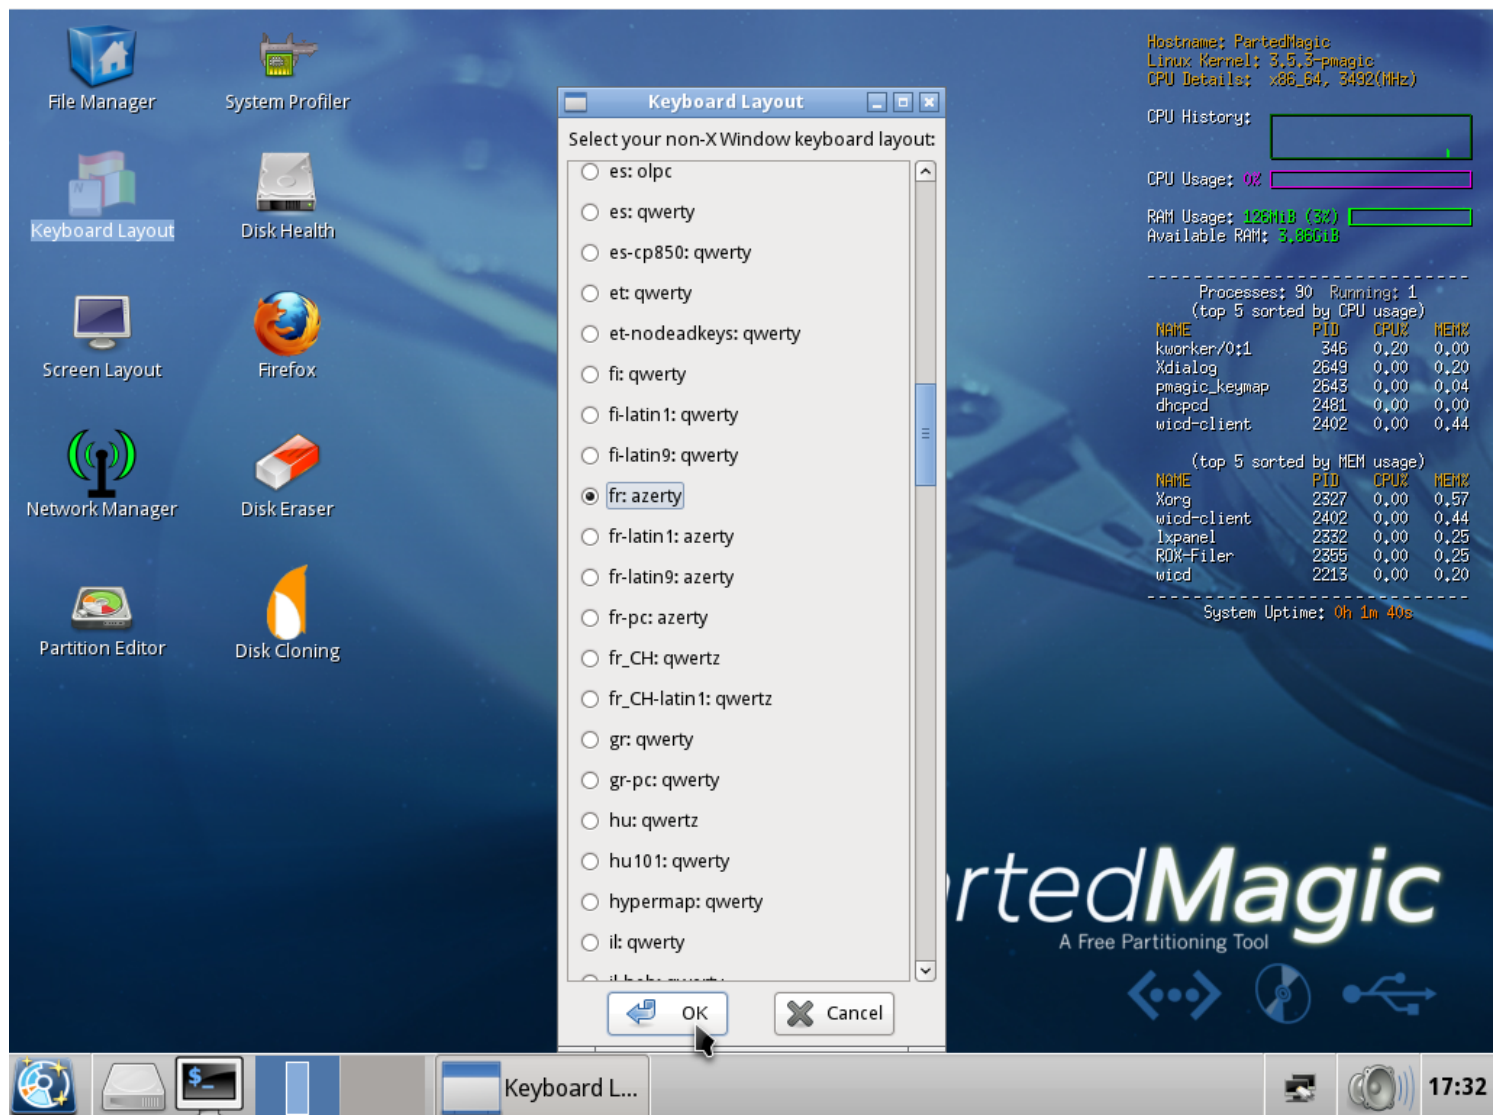 File Manager
System Profiler
Keyboard Layout
Disk Health
Screen Layout
Firefox
Network Manager
Disk Eraser
Partition Editor
Disk Cloning
Keyboard Layout
Select your non-X Window keyboard layout:
es: olpc
es: qwerty
es-cp850: qwerty
et: qwerty
et-nodeadkeys: qwerty
fi: qwerty
fi-latin1: qwerty
fi-latin9: qwerty
fr: azerty
fr-latin1: azerty
fr-latin9: azerty
fr-pc: azerty
fr_CH: qwertz
fr_CH-latin1: qwertz
gr: qwerty
gr-pc: qwerty
hu: qwertz
hu101: qwerty
hypermap: qwerty
il: qwerty
OK
Cancel
Hostname: PartedMagic
Linux Kernel: 3.5.3-pmagic
CPU Details: x86_64, 3492(MHz)
CPU History:
CPU Usage: 0%
RAM Usage: 128MiB (3%)
Available RAM: 3.86GiB
Processes: 90 Running: 1
(top 5 sorted by CPU usage)
NAME PID CPU% MEM%
kworker/0:1 346 0.20 0.00
Xdialog 2649 0.00 0.20
pmagic_keymap 2643 0.00 0.04
dhcpcd 2481 0.00 0.00
wicd-client 2402 0.00 0.44
(top 5 sorted by MEM usage)
NAME PID CPU% MEM%
Xorg 2327 0.00 0.57
wicd-client 2402 0.00 0.44
lxpanel 2332 0.00 0.25
ROX-Filer 2355 0.00 0.25
wicd 2213 0.00 0.20
System Uptime: 0h 1m 40s
rtedMagic
A Free Partitioning Tool
$_
Keyboard L...
17:32